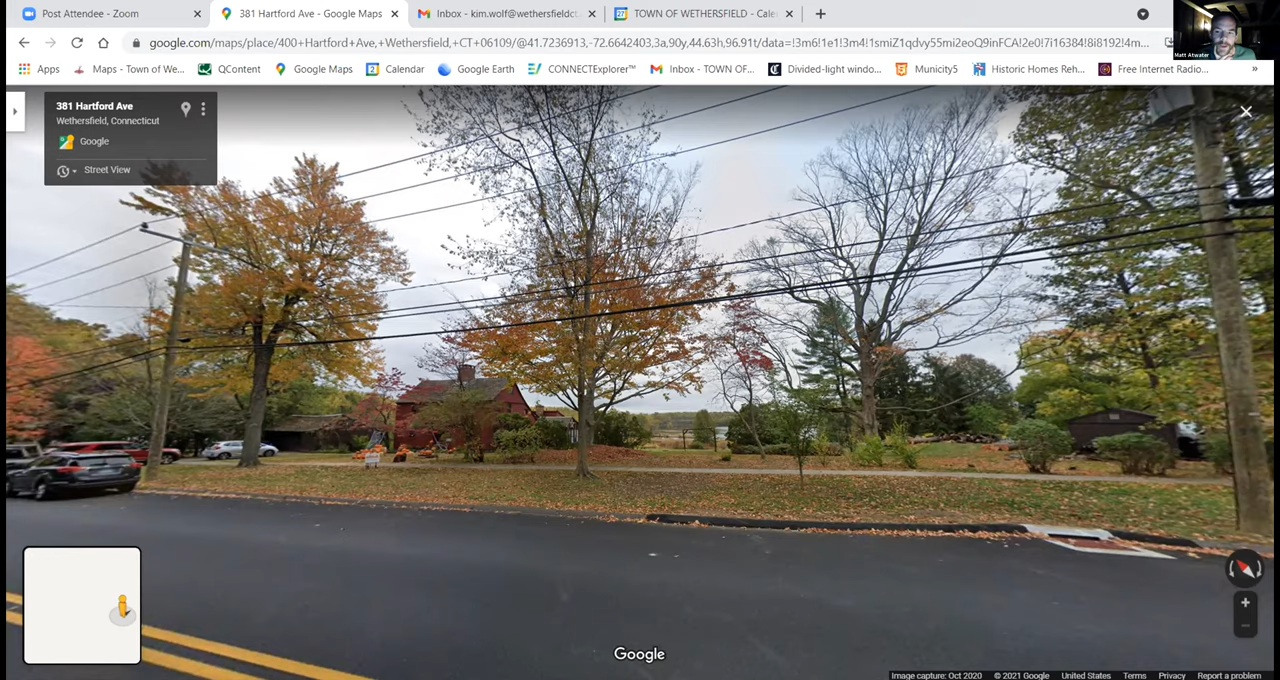 Post Attendee - Zoom
381 Hartford Ave - Google Maps
Inbox - kim.wolf@wethersfieldct.
TOWN OF WETHERSFIELD - Cale
google.com/maps/place/400+Hartford+Ave,+Wethersfield,+CT+06109/@41.7236913,-72.6642403,3a,90y,44.63h,96.91t/data=!3m6!1e1!3m4!1smiZ1qdvy55mi2eoQ9inFCA!2e0!7i16384!8i8192!4m...
Matt Atwater
Apps
Maps - Town of We...
QContent
Google Maps
Calendar
Google Earth
CONNECTExplorer™
Inbox - TOWN OF...
Divided-light windo...
Municity5
Historic Homes Reh...
Free Internet Radio...
»
381 Hartford Ave
Wethersfield, Connecticut
Google
Street View
Google
Image capture: Oct 2020 © 2021 Google United States Terms Privacy Report a problem